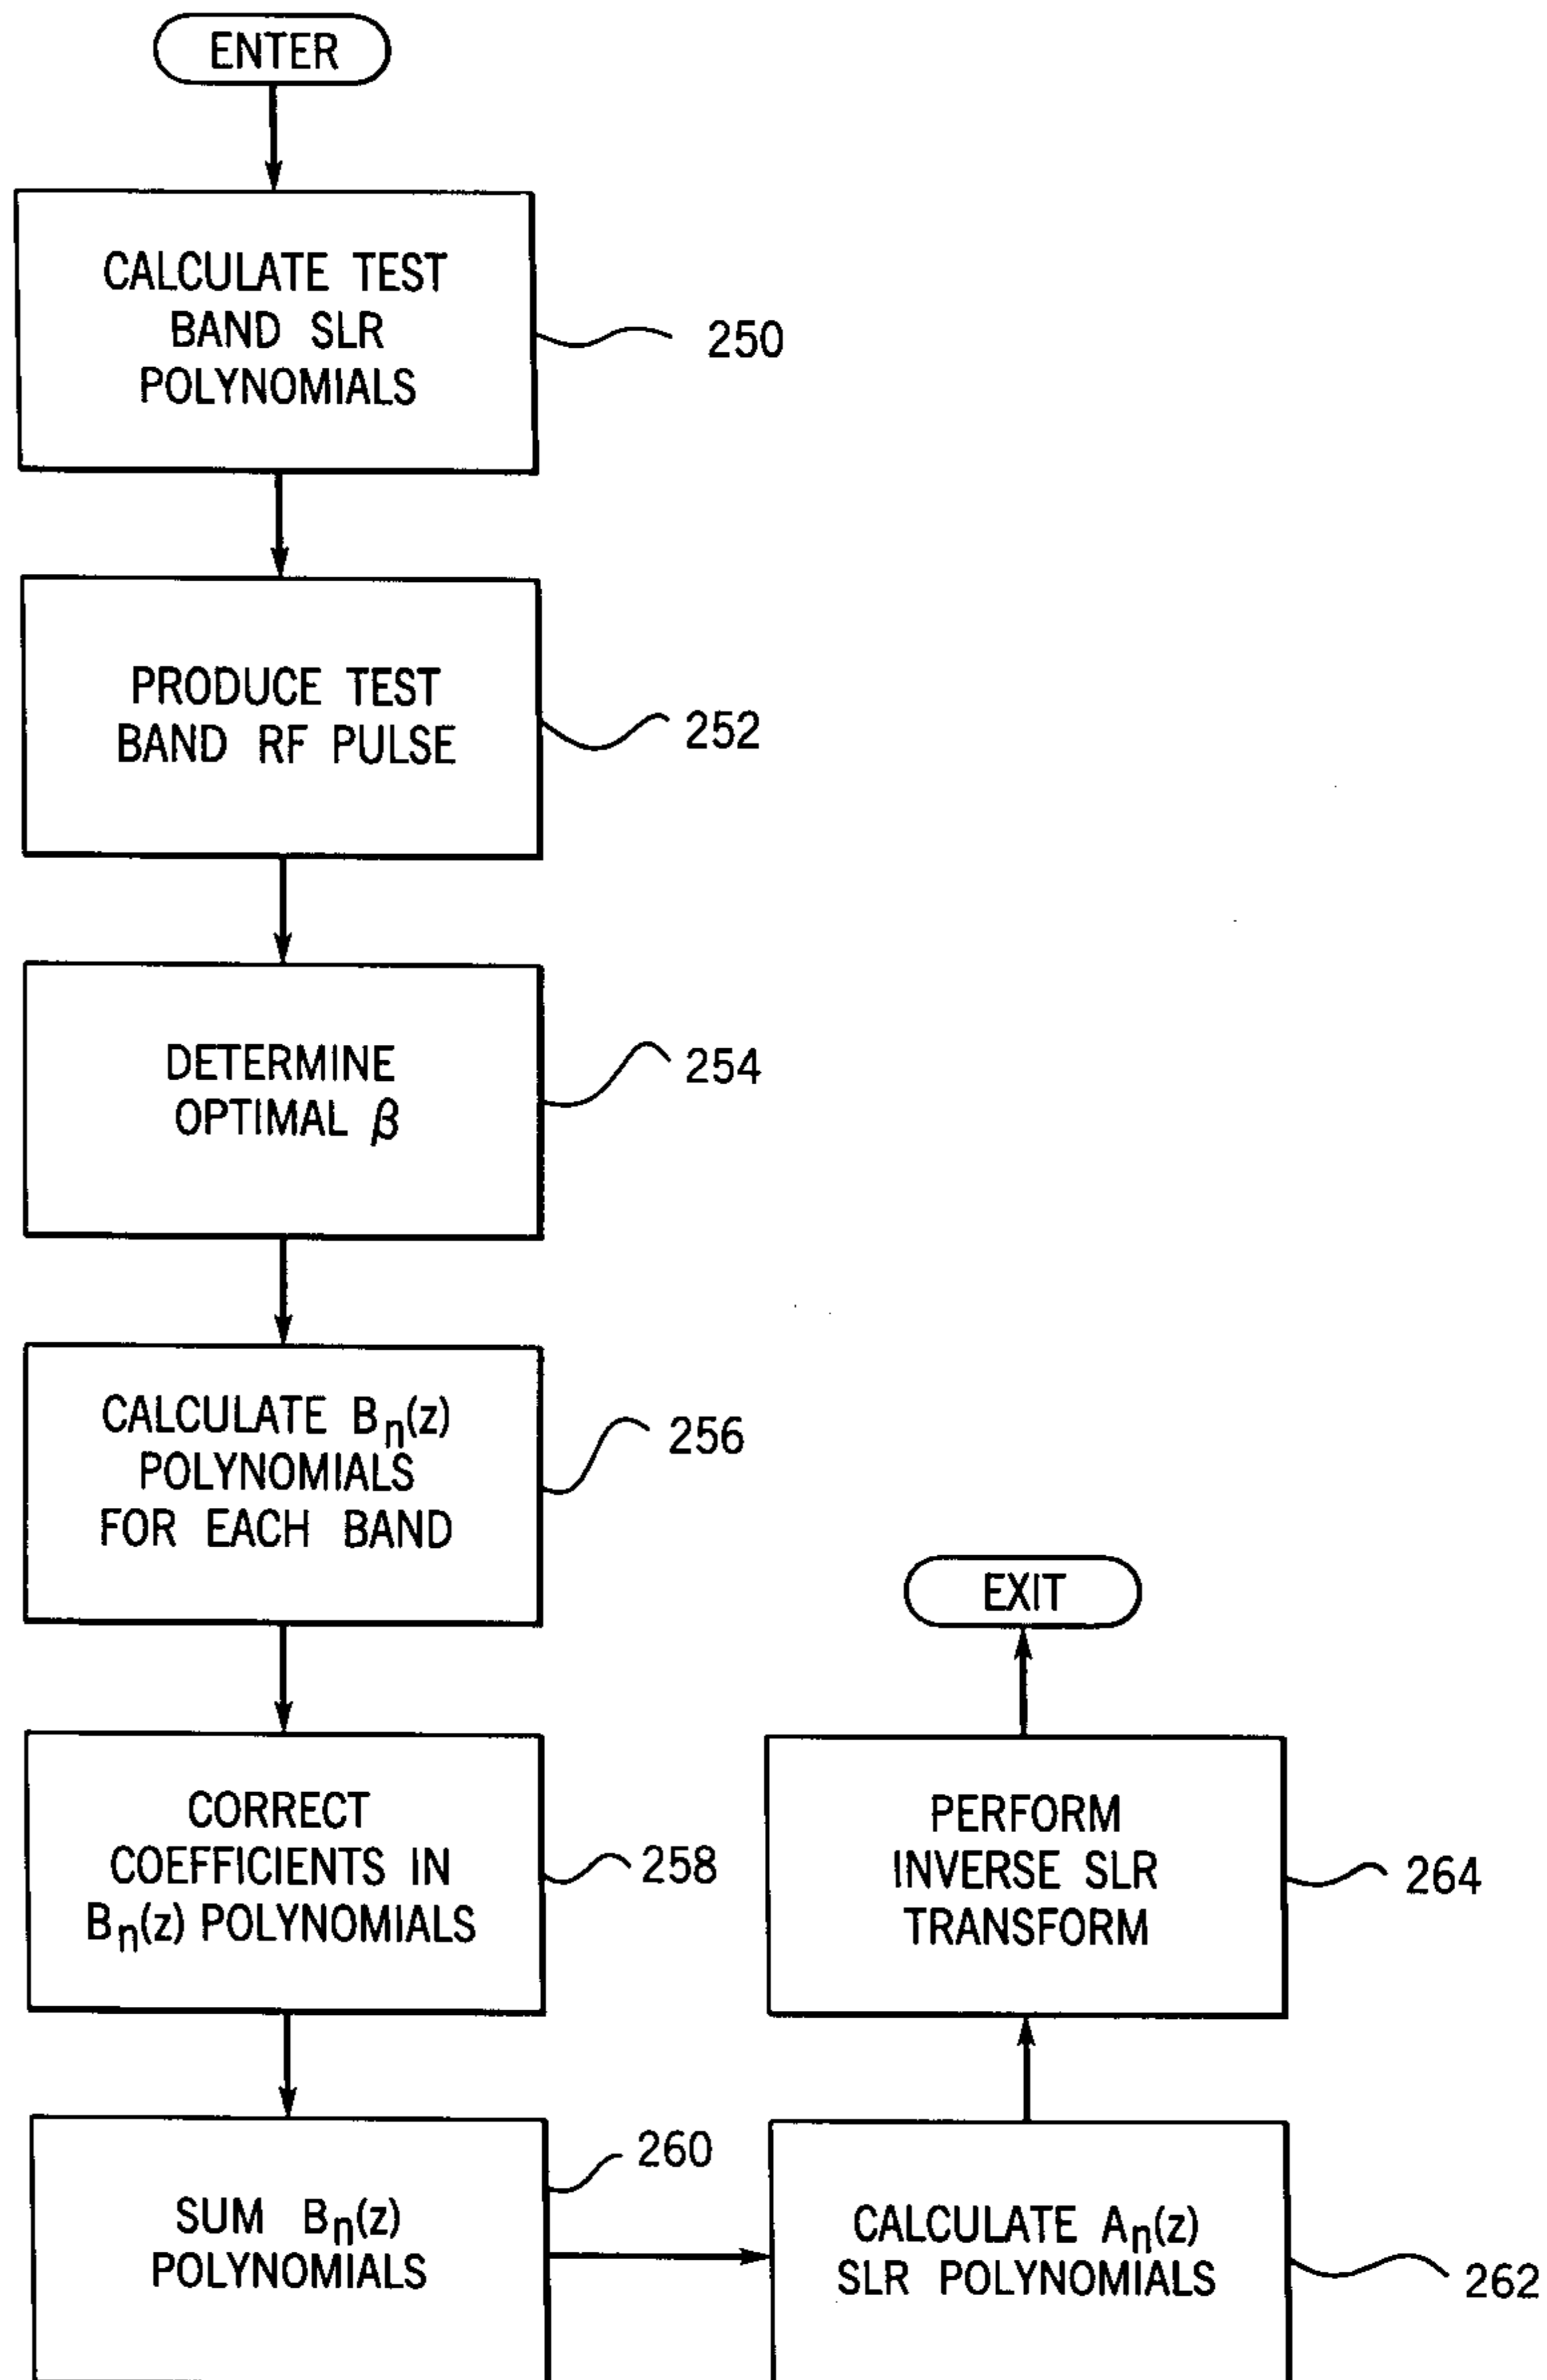 ENTER
CALCULATE TEST
BAND SLR
POLYNOMIALS
250
PRODUCE TEST
BAND RF PULSE
252
DETERMINE
OPTIMAL β
254
CALCULATE Bn(z)
POLYNOMIALS
FOR EACH BAND
256
CORRECT
COEFFICIENTS IN
Bn(z) POLYNOMIALS
258
SUM Bn(z)
POLYNOMIALS
260
CALCULATE An(z)
SLR POLYNOMIALS
262
PERFORM
INVERSE SLR
TRANSFORM
264
EXIT